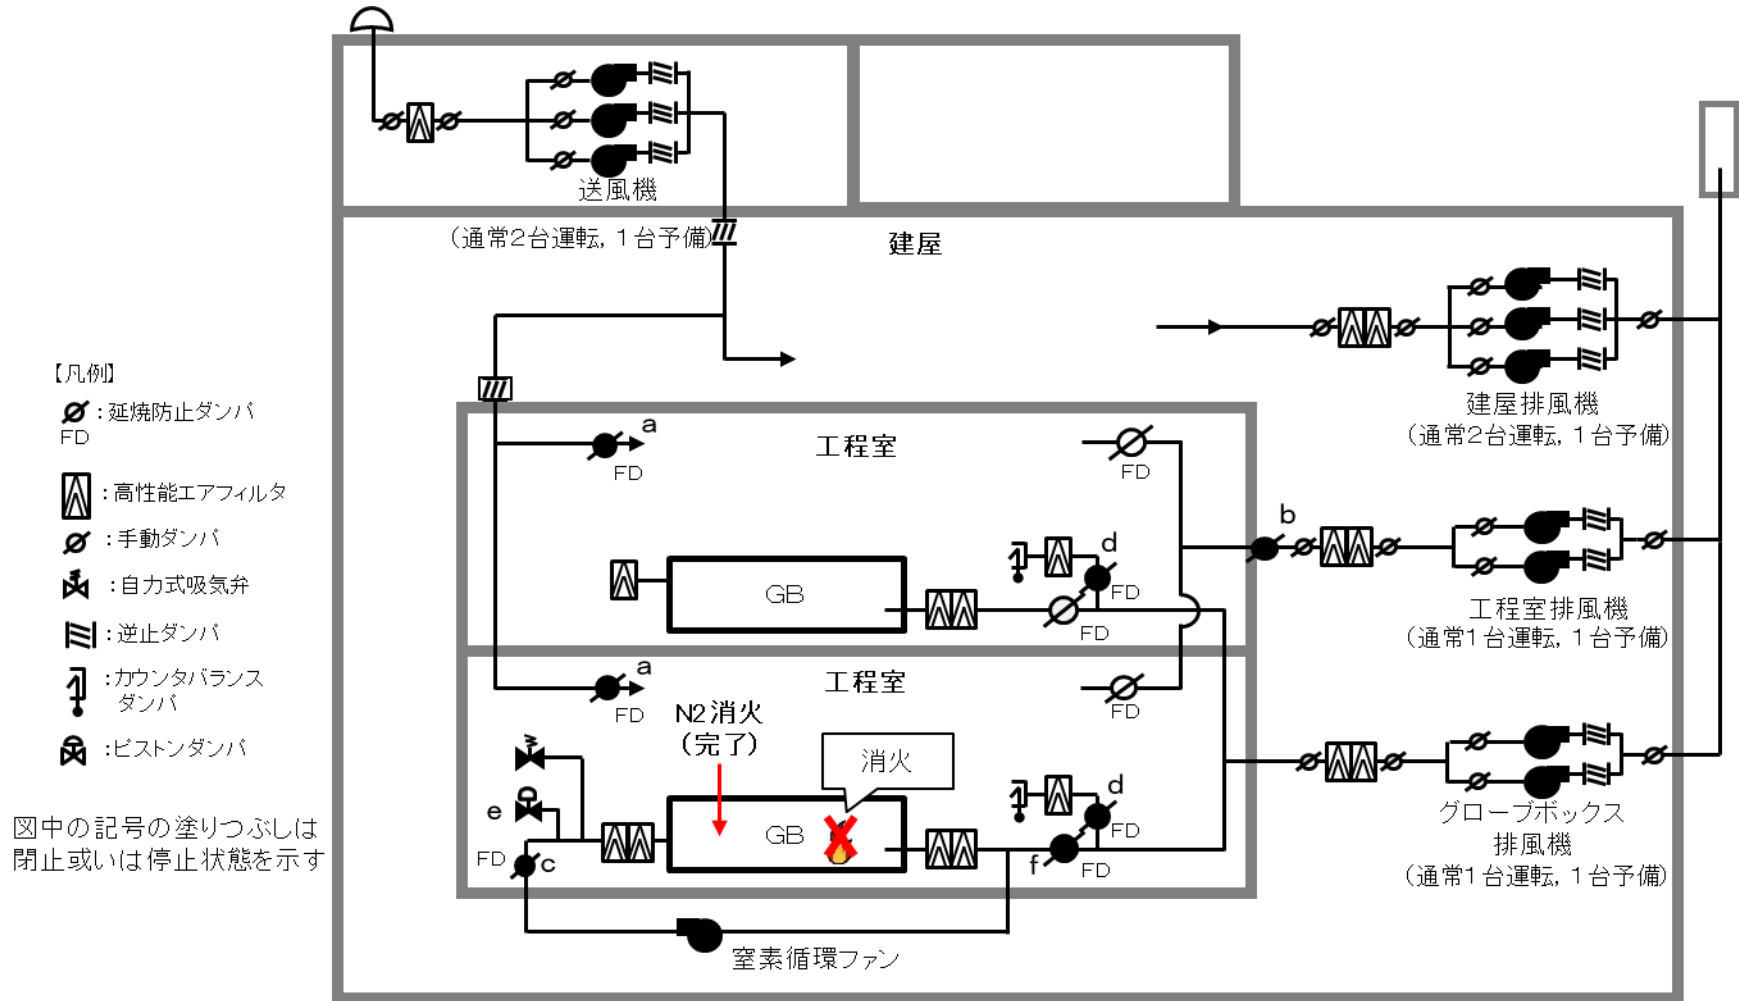 送風機
(通常2台運転, 1台予備)
建屋
【凡例】
:延焼防止ダンパ
FD
:高性能エアフィルタ
:手動ダンパ
:自力式吸気弁
:逆止ダンパ
:カウンタバランス
ダンパ
:ピストンダンパ
図中の記号の塗りつぶしは
閉止或いは停止状態を示す
建屋排風機
(通常2台運転, 1台予備)
a
FD
工程室
FD
b
d
FD
GB
FD
工程室排風機
(通常1台運転, 1台予備)
a
FD
工程室
FD
N2消火
(完了)
消火
e
d
FD
GB
FD
c
f
FD
グローブボックス
排風機
(通常1台運転, 1台予備)
窒素循環ファン